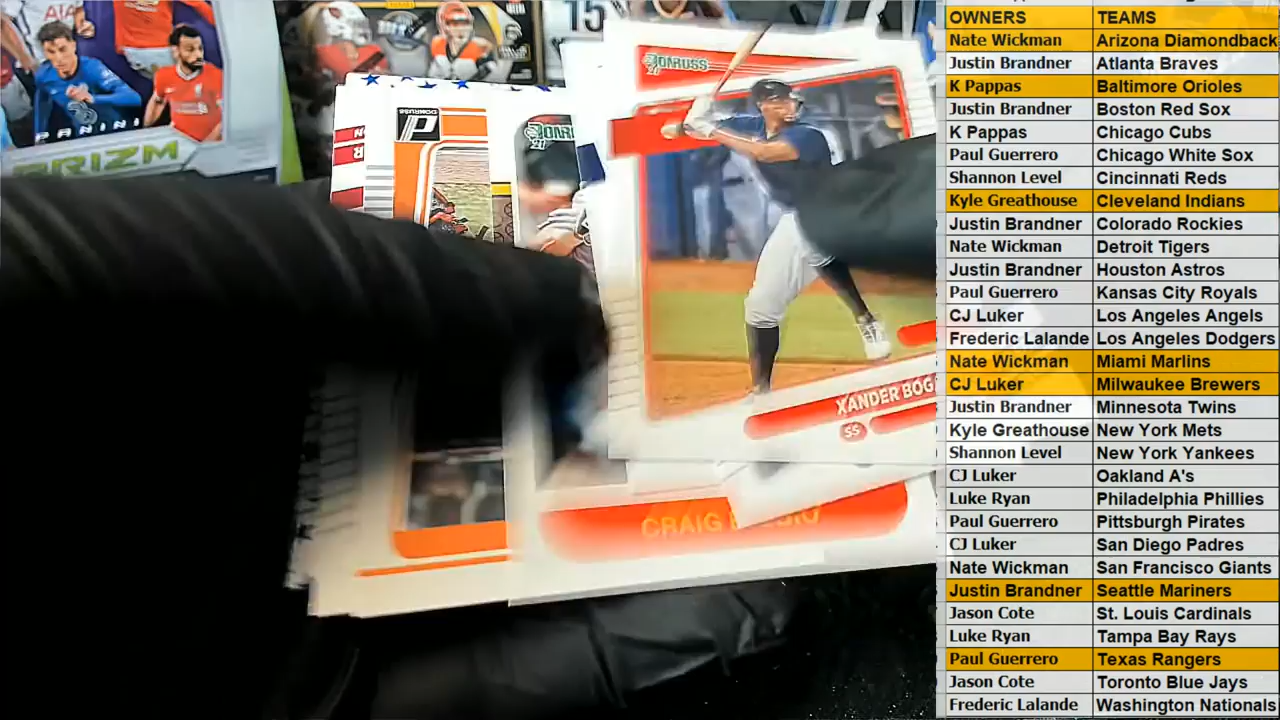 15
WIN
PANINI
PRIZM
DONRUSS
DONRUSS
21
XANDER BOG
SS
CRAIG
OWNERS TEAMS
Nate Wickman Arizona Diamondback
Justin Brandner Atlanta Braves
K Pappas Baltimore Orioles
Justin Brandner Boston Red Sox
K Pappas Chicago Cubs
Paul Guerrero Chicago White Sox
Shannon Level Cincinnati Reds
Kyle Greathouse Cleveland Indians
Justin Brandner Colorado Rockies
Nate Wickman Detroit Tigers
Justin Brandner Houston Astros
Paul Guerrero Kansas City Royals
CJ Luker Los Angeles Angels
Frederic Lalande Los Angeles Dodgers
Nate Wickman Miami Marlins
CJ Luker Milwaukee Brewers
Justin Brandner Minnesota Twins
Kyle Greathouse New York Mets
Shannon Level New York Yankees
CJ Luker Oakland A's
Luke Ryan Philadelphia Phillies
Paul Guerrero Pittsburgh Pirates
CJ Luker San Diego Padres
Nate Wickman San Francisco Giants
Justin Brandner Seattle Mariners
Jason Cote St. Louis Cardinals
Luke Ryan Tampa Bay Rays
Paul Guerrero Texas Rangers
Jason Cote Toronto Blue Jays
Frederic Lalande Washington Nationals